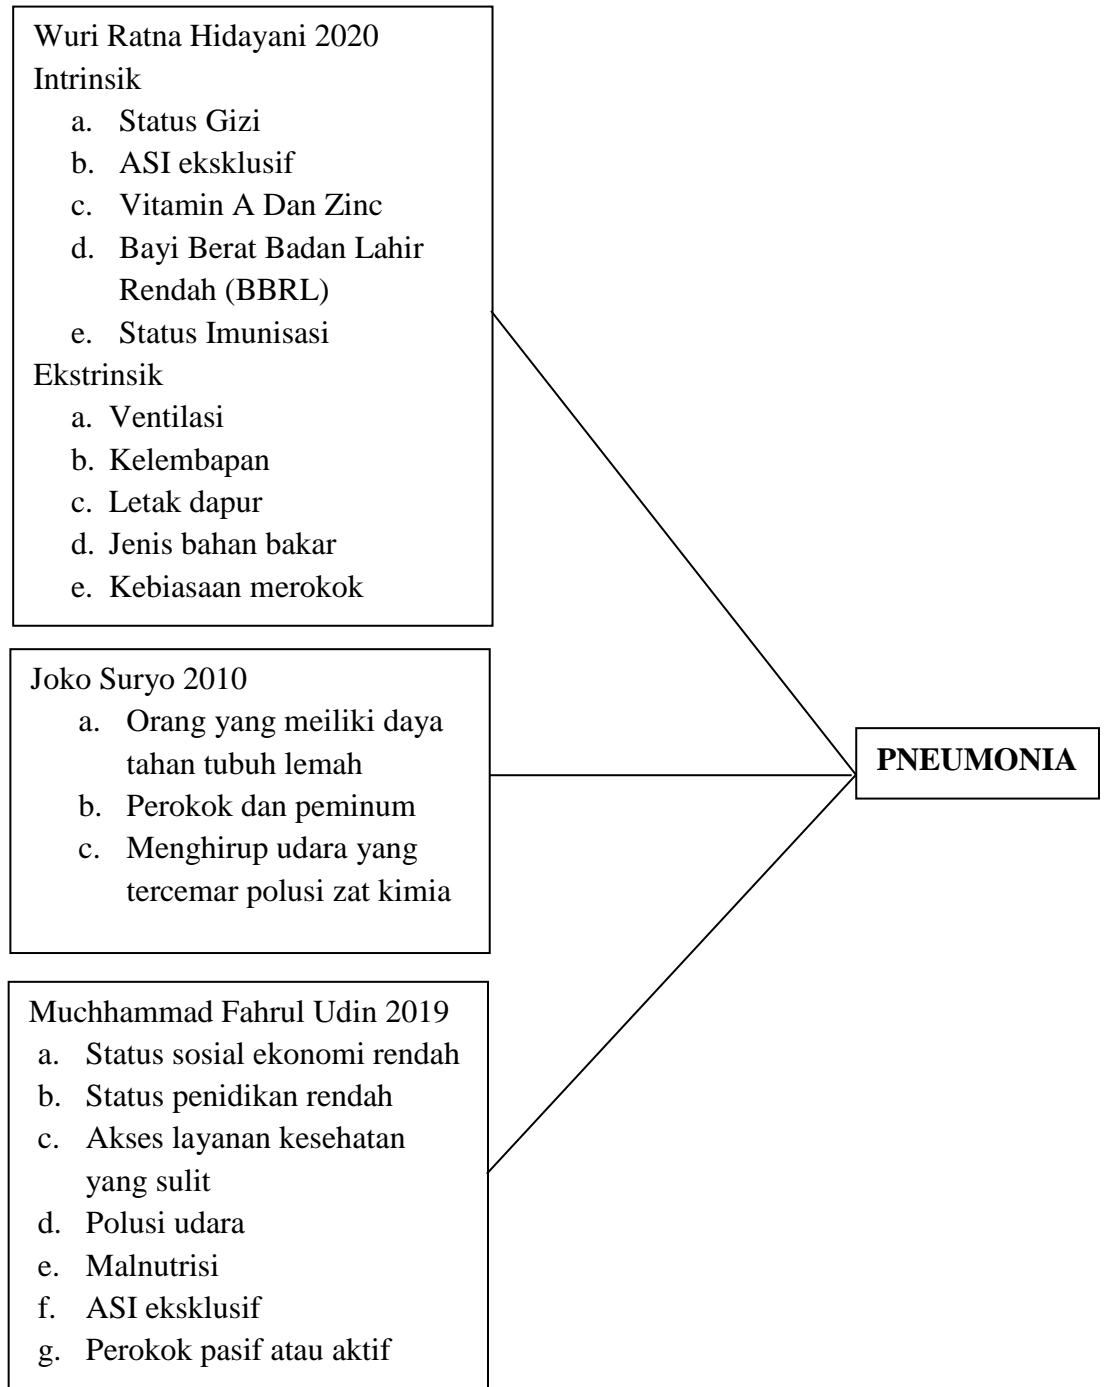 Wuri Ratna Hidayani 2020
Intrinsik
a. Status Gizi
b. ASI eksklusif
c. Vitamin A Dan Zinc
d. Bayi Berat Badan Lahir
Rendah (BBRL)
e. Status Imunisasi
Ekstrinsik
a. Ventilasi
b. Kelembapan
c. Letak dapur
d. Jenis bahan bakar
e. Kebiasaan merokok
Joko Suryo 2010
a. Orang yang meiliki daya
tahan tubuh lemah
b. Perokok dan peminum
c. Menghirup udara yang
tercemar polusi zat kimia
PNEUMONIA
Muchhammad Fahrul Udin 2019
a. Status sosial ekonomi rendah
b. Status penidikan rendah
c. Akses layanan kesehatan
yang sulit
d. Polusi udara
e. Malnutrisi
f. ASI eksklusif
g. Perokok pasif atau aktif